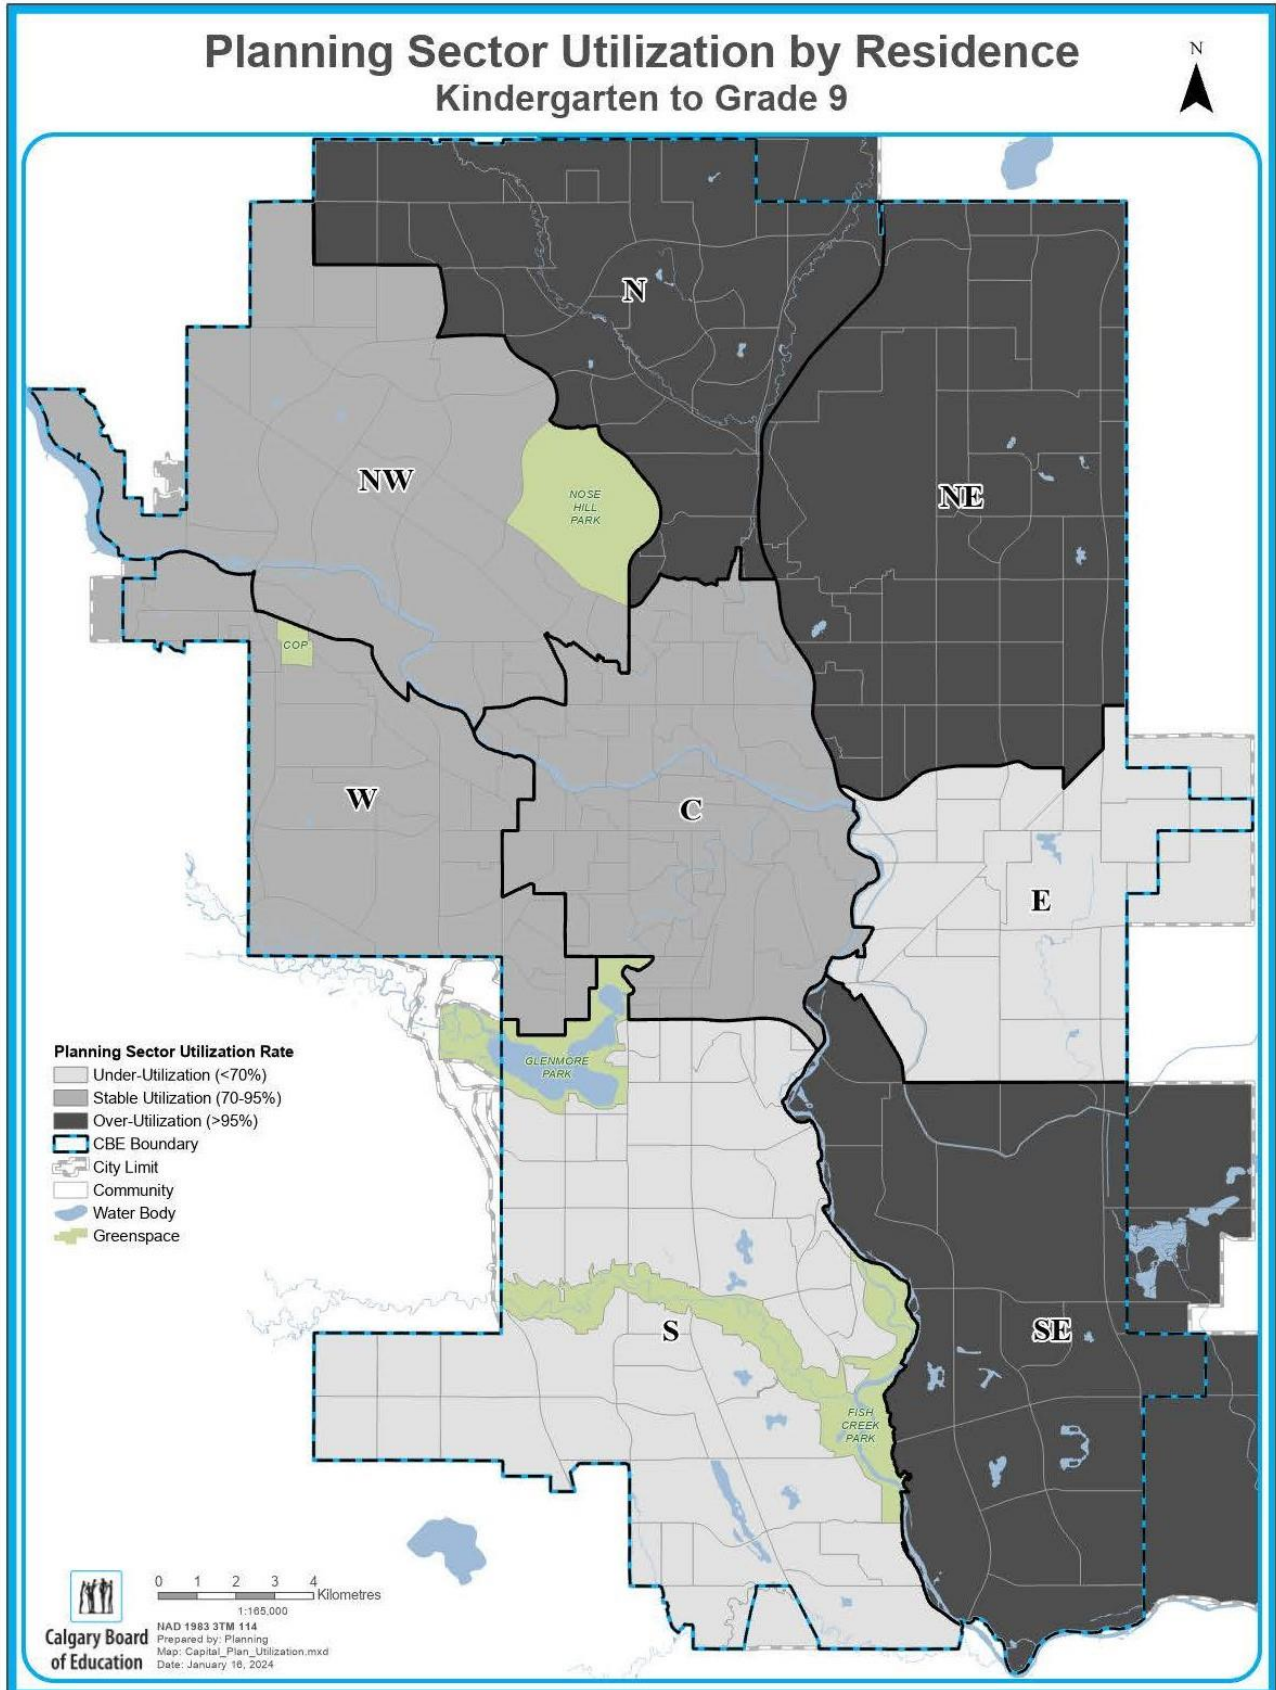 Planning Sector Utilization by Residence
Kindergarten to Grade 9
N
N
NW
NOSE
HILL
PARK
NE
COP
W
C
E
GLENMORE
PARK
S
SE
FISH
CREEK
PARK
Planning Sector Utilization Rate
Under-Utilization (<70%)
Stable Utilization (70-95%)
Over-Utilization (>95%)
CBE Boundary
City Limit
Community
Water Body
Greenspace
0 1 2 3 4
Kilometres
1:165,000
Calgary Board
of Education
NAD 1983 3TM 114
Prepared by: Planning
Map: Capital_Plan_Utilization.mxd
Date: January 16, 2024